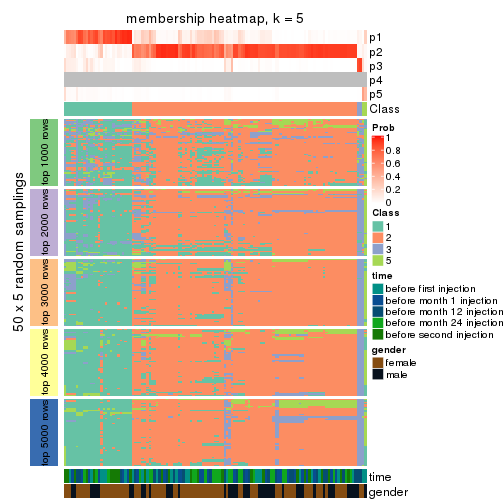 membership heatmap, k = 5
p1
p2
p3
p4
p5
Class
50 x 5 random samplings
top 1000 rows
top 2000 rows
top 3000 rows
top 4000 rows
top 5000 rows
time
gender
Prob
1
0.8
0.6
0.4
0.2
0
Class
1
2
3
5
time
before first injection
before month 1 injection
before month 12 injection
before month 24 injection
before second injection
gender
female
male